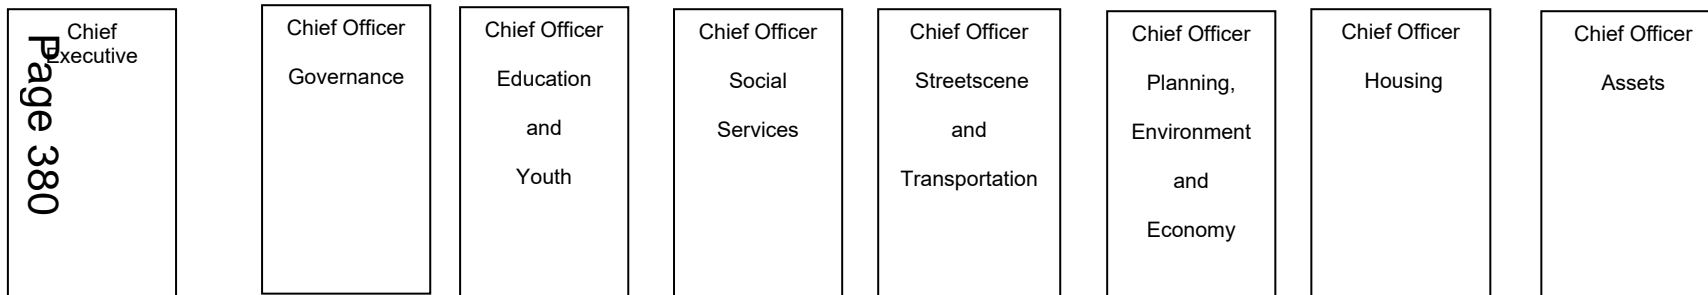 Page 380
Chief
Executive
Chief Officer
Governance
Chief Officer
Education
and
Youth
Chief Officer
Social
Services
Chief Officer
Streetscene
and
Transportation
Chief Officer
Planning,
Environment
and
Economy
Chief Officer
Housing
Chief Officer
Assets